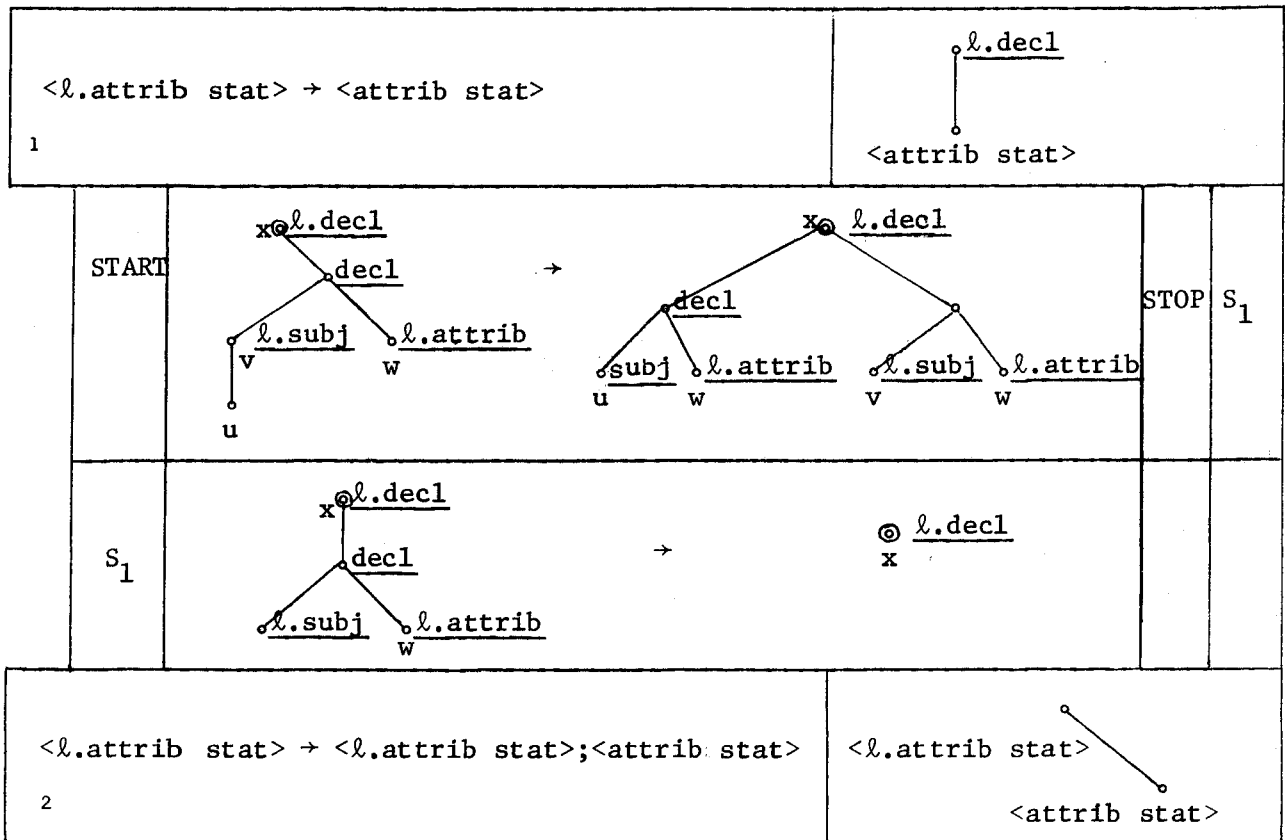 <ℓ.attrib stat> → <attrib stat>
1
ℓ.decl
<attrib stat>
START
x ℓ.decl
decl
ℓ.subj ℓ.attrib
v w
u
→
x ℓ.decl
decl
subj ℓ.attrib ℓ.subj ℓ.attrib
u w v w
STOP S1
S1
x ℓ.decl
decl
ℓ.subj ℓ.attrib
w
→
ℓ.decl
x
<ℓ.attrib stat> → <ℓ.attrib stat>;<attrib stat>
2
<ℓ.attrib stat>
<attrib stat>